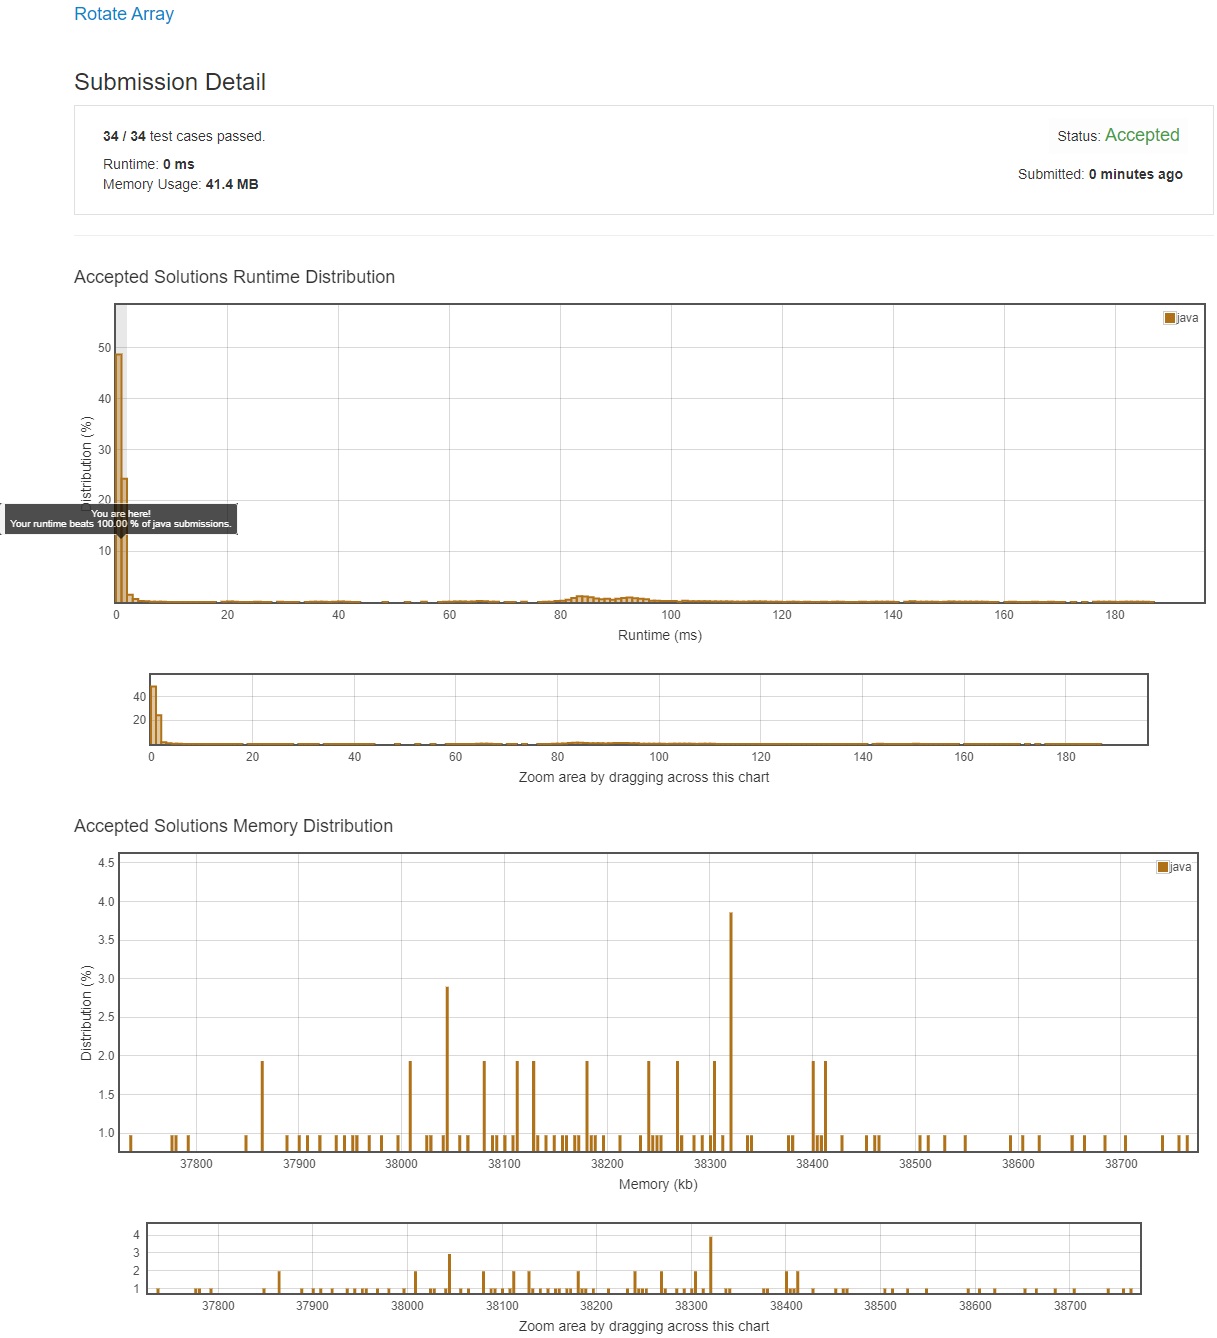 Rotate Array
Submission Detail
34 / 34 test cases passed.
Status: Accepted
Runtime: 0 ms
Memory Usage: 41.4 MB
Submitted: 0 minutes ago
Accepted Solutions Runtime Distribution
java
50
40
30
20
10
Distribution (%)
You are here!
Your runtime beats 100.00 % of java submissions.
0 20 40 60 80 100 120 140 160 180
Runtime (ms)
40
20
0 20 40 60 80 100 120 140 160 180
Zoom area by dragging across this chart
Accepted Solutions Memory Distribution
java
4.5
4.0
3.5
3.0
2.5
2.0
1.5
1.0
Distribution (%)
37800 37900 38000 38100 38200 38300 38400 38500 38600 38700
Memory (kb)
4
3
2
1
37800 37900 38000 38100 38200 38300 38400 38500 38600 38700
Zoom area by dragging across this chart